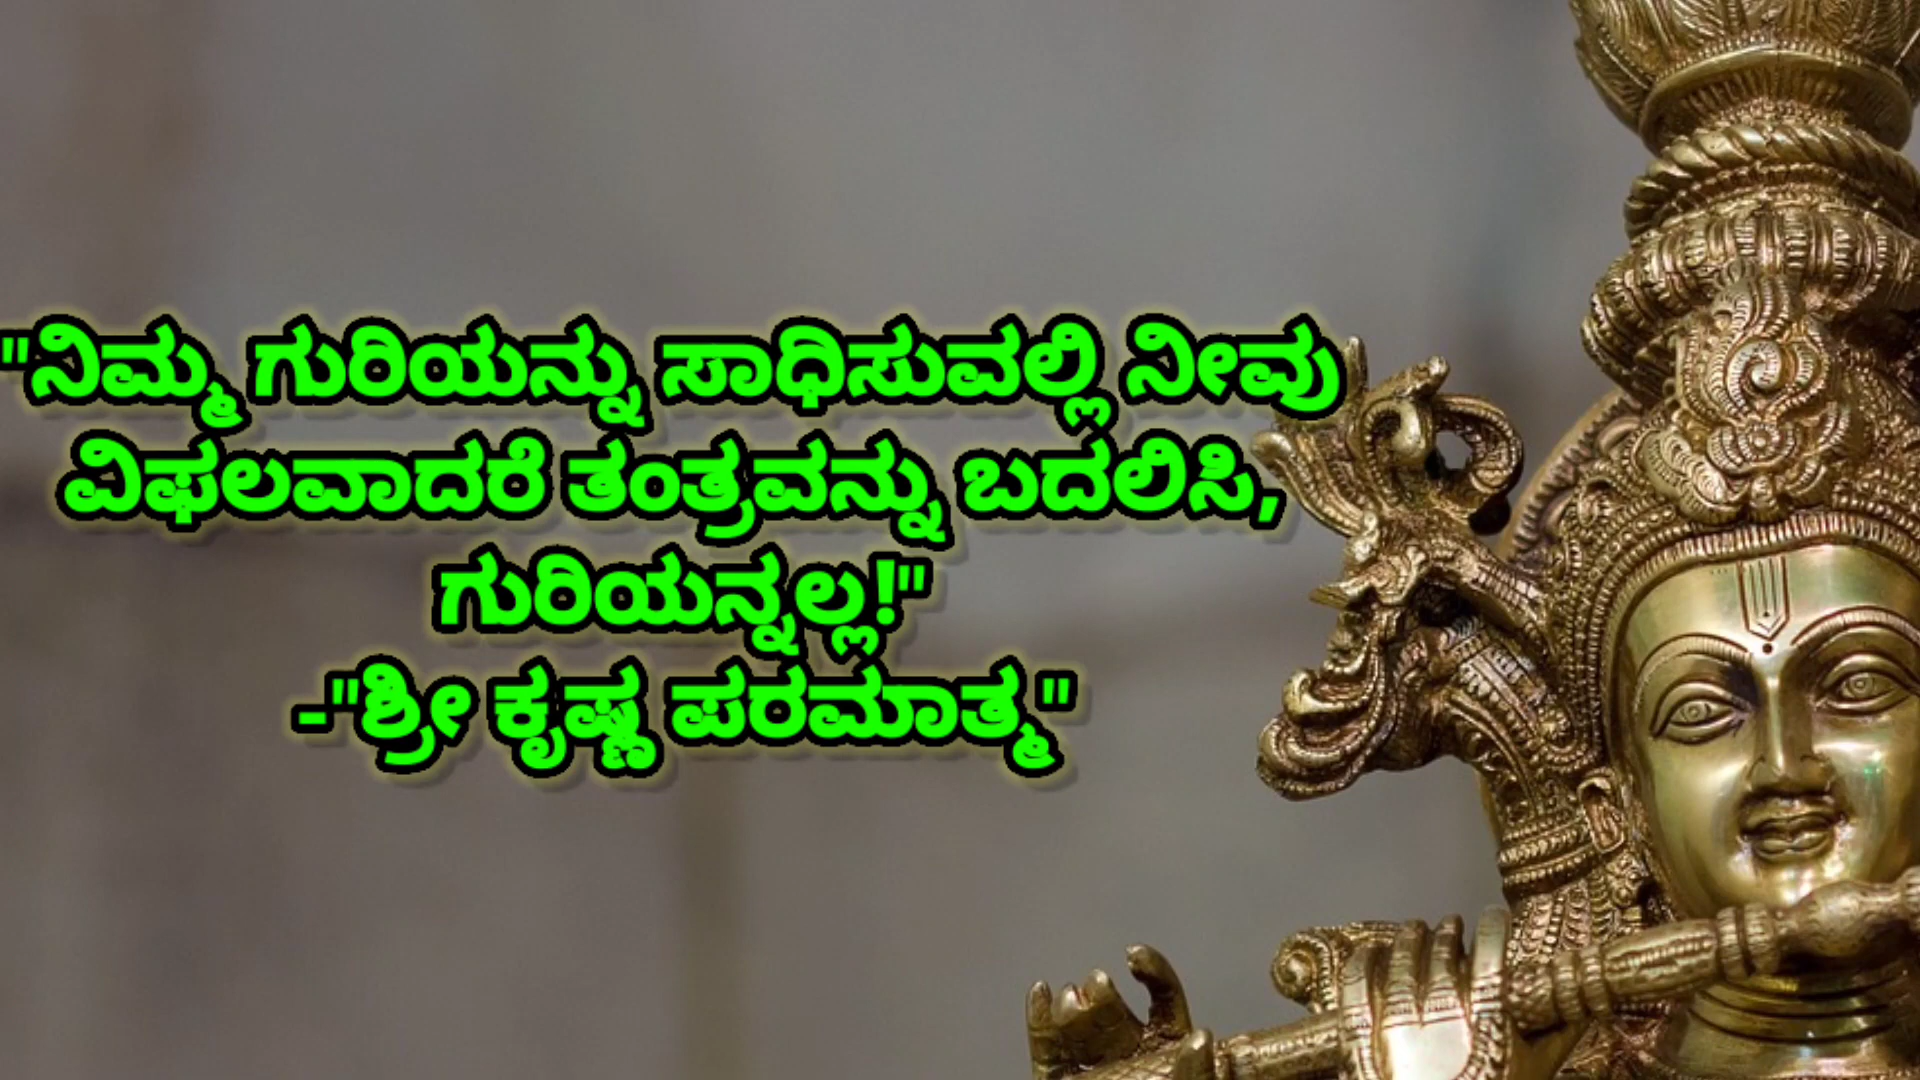 "ನಿಮ್ಮ ಗುರಿಯನ್ನು ಸಾಧಿಸುವಲ್ಲಿ ನೀವು
ವಿಫಲವಾದರೆ ತಂತ್ರವನ್ನು ಬದಲಿಸಿ,
ಗುರಿಯನ್ನಲ್ಲ!"
-"ಶ್ರೀ ಕೃಷ್ಣ ಪರಮಾತ್ಮ"